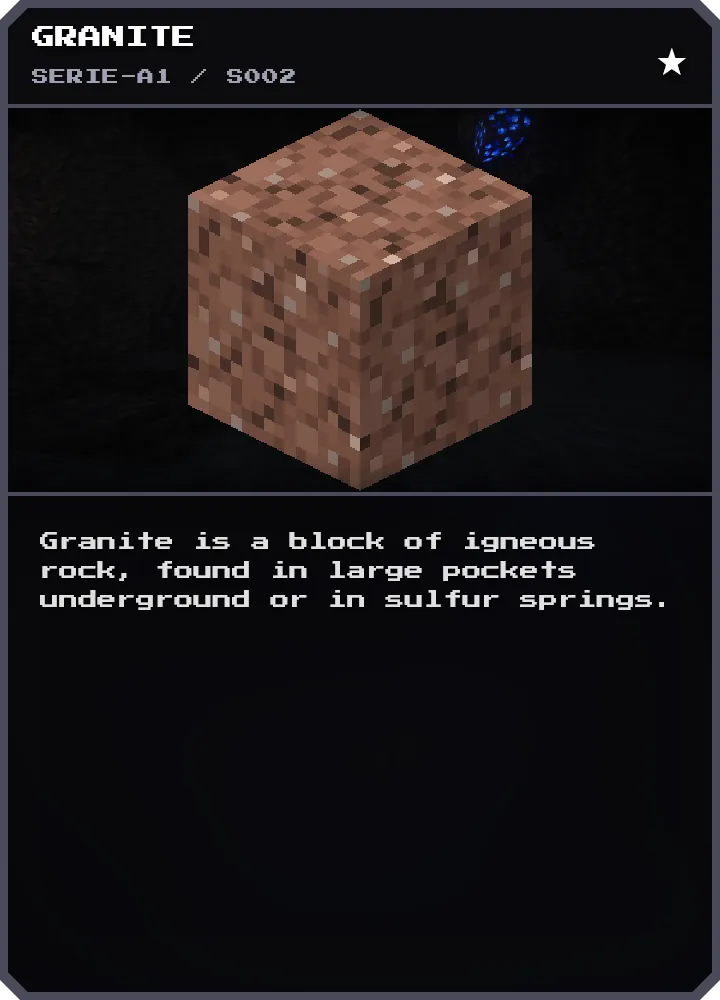 GRANITE
SERIE-A1 / S002
Granite is a block of igneous
rock, found in large pockets
underground or in sulfur springs.